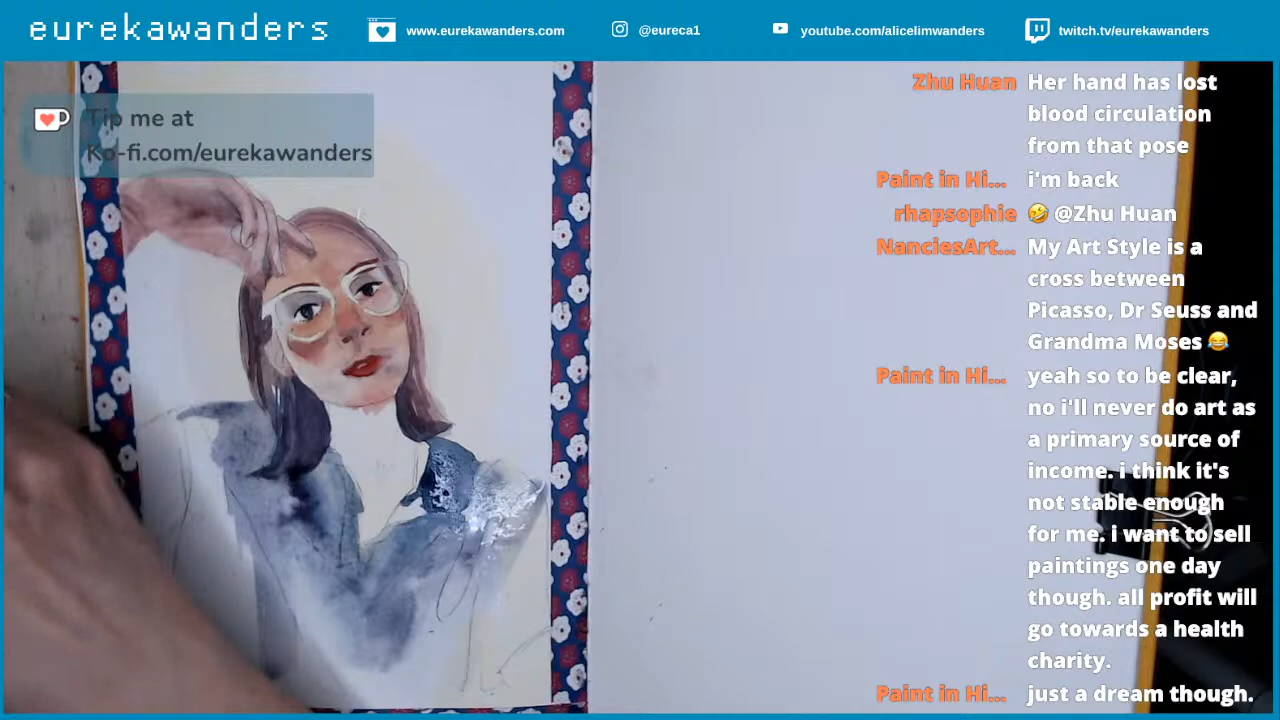 eurekawanders
www.eurekawanders.com
@eureca1
youtube.com/alicelimwanders
twitch.tv/eurekawanders
Tip me at
Ko-fi.com/eurekawanders
Zhu Huan Her hand has lost
blood circulation
from that pose
Paint in Hi... i'm back
rhapsophie 🤣 @Zhu Huan
NanciesArt... My Art Style is a
cross between
Picasso, Dr Seuss and
Grandma Moses 😂
Paint in Hi... yeah so to be clear,
no i'll never do art as
a primary source of
income. i think it's
not stable enough
for me. i want to sell
paintings one day
though. all profit will
go towards a health
charity.
Paint in Hi... just a dream though.